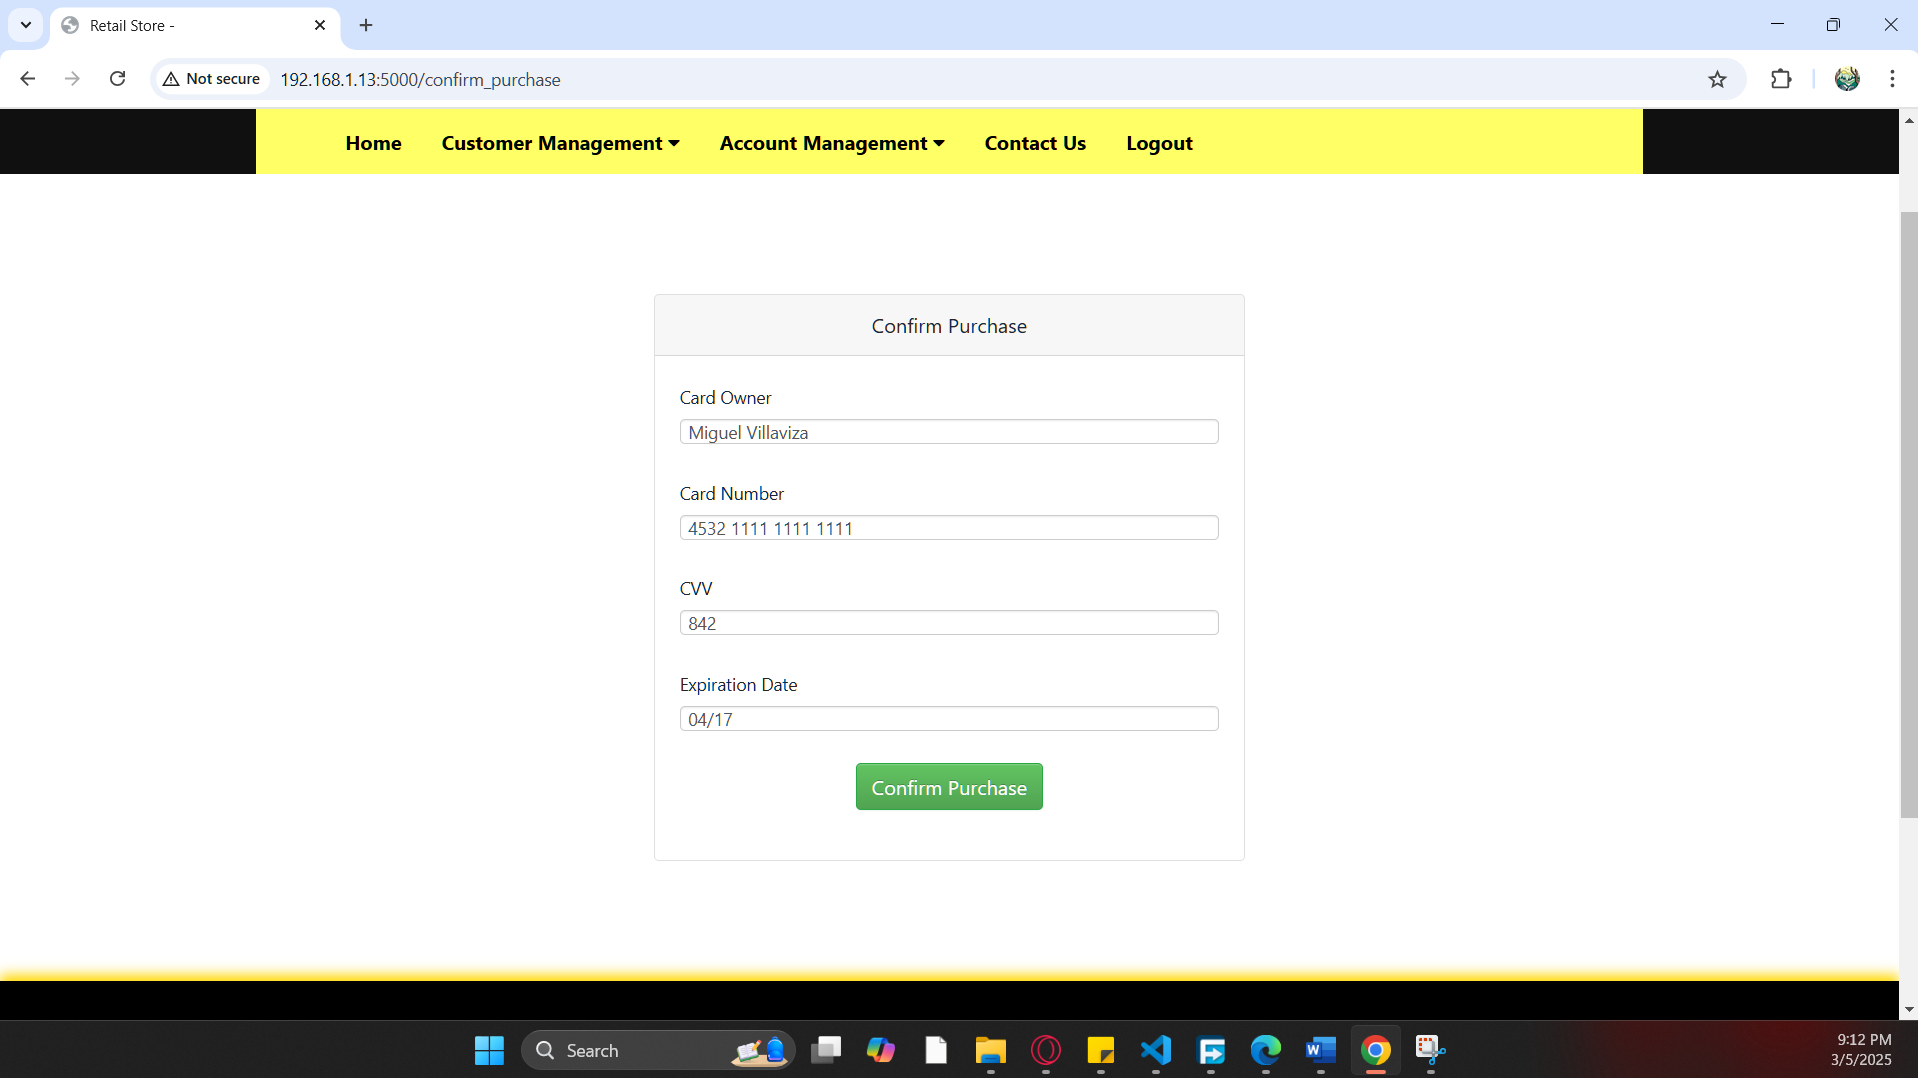 Retail Store -
Not secure
192.168.1.13:5000/confirm_purchase
Home Customer Management Account Management Contact Us Logout
Confirm Purchase
Card Owner
Miguel Villaviza
Card Number
4532 1111 1111 1111
CVV
842
Expiration Date
04/17
Confirm Purchase
Search
9:12 PM
3/5/2025